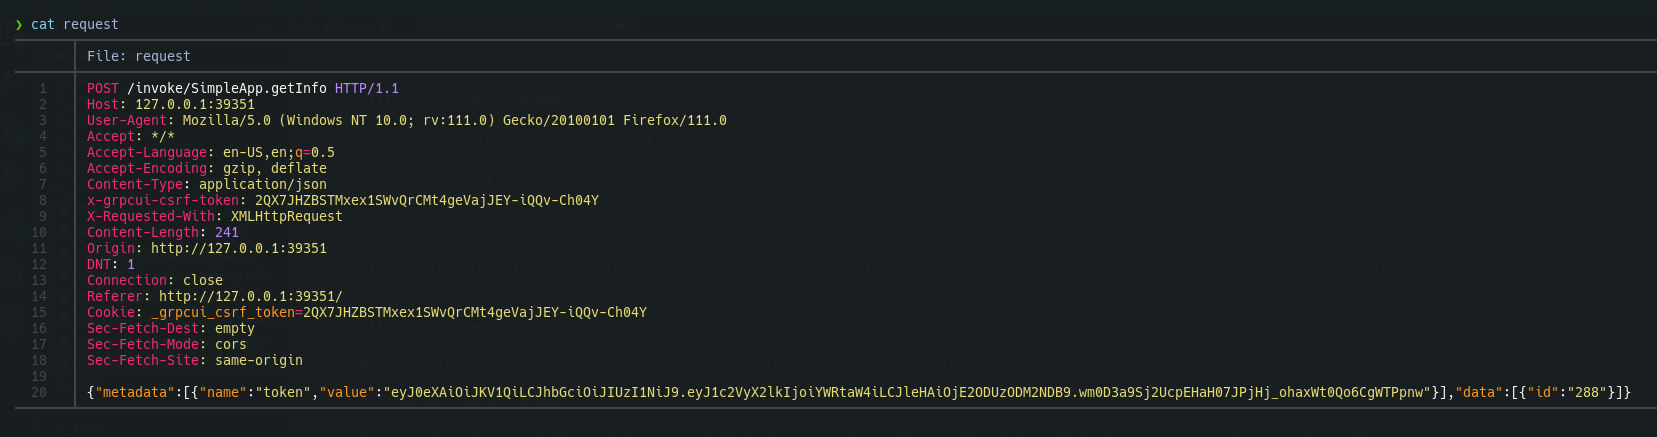 ❯ cat request
File: request
1 POST /invoke/SimpleApp.getInfo HTTP/1.1
2 Host: 127.0.0.1:39351
3 User-Agent: Mozilla/5.0 (Windows NT 10.0; rv:111.0) Gecko/20100101 Firefox/111.0
4 Accept: */*
5 Accept-Language: en-US,en;q=0.5
6 Accept-Encoding: gzip, deflate
7 Content-Type: application/json
8 x-grpcui-csrf-token: 2QX7JHZBSTMxex1SWvQrCMt4geVajJEY-iQQv-Ch04Y
9 X-Requested-With: XMLHttpRequest
10 Content-Length: 241
11 Origin: http://127.0.0.1:39351
12 DNT: 1
13 Connection: close
14 Referer: http://127.0.0.1:39351/
15 Cookie: _grpcui_csrf_token=2QX7JHZBSTMxex1SWvQrCMt4geVajJEY-iQQv-Ch04Y
16 Sec-Fetch-Dest: empty
17 Sec-Fetch-Mode: cors
18 Sec-Fetch-Site: same-origin
19
20 {"metadata":[{"name":"token","value":"eyJ0eXAiOiJKV1QiLCJhbGciOiJIUzI1NiJ9.eyJ1c2VyX2lkIjoiYWRtaW4iLCJleHAiOjE2ODUzODM2NDB9.wm0D3a9Sj2UcpEHaH07JPjHj_ohaxWt0Qo6CgWTPpnw"}],"data":[{"id":"288"}]}